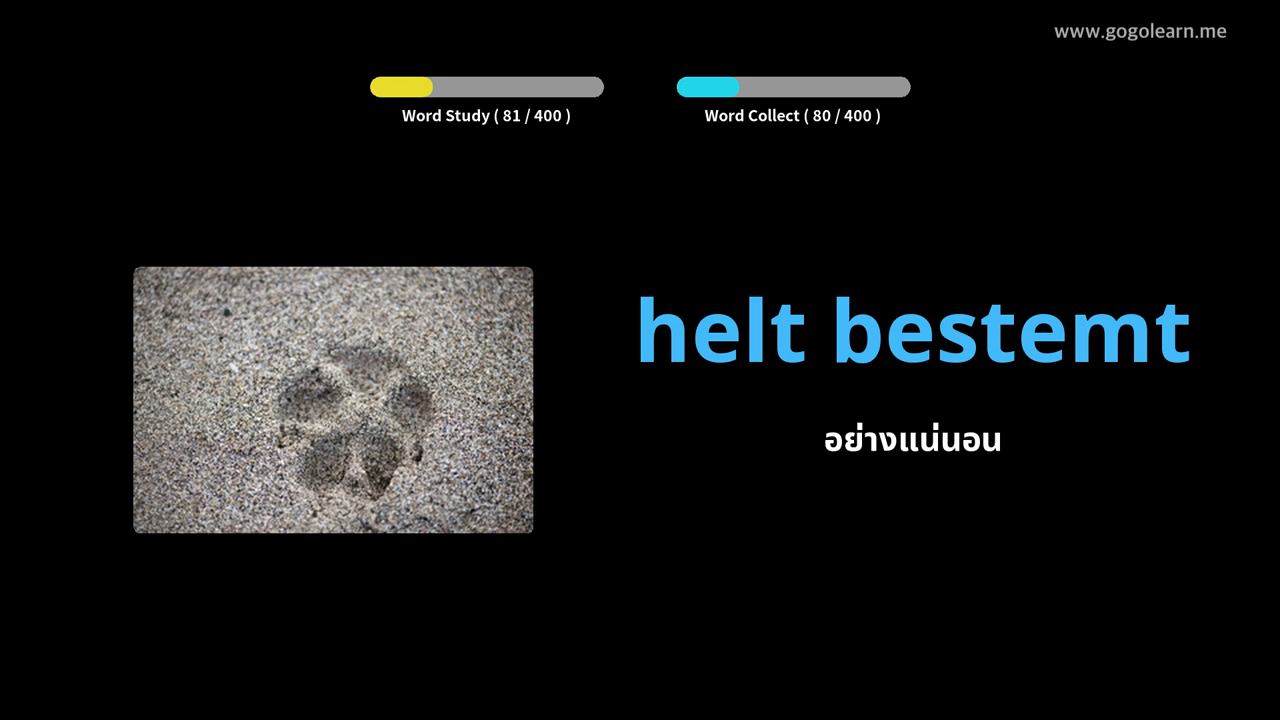 www.gogolearn.me
Word Study ( 81 / 400 )
Word Collect ( 80 / 400 )
helt bestemt
อย่างแน่นอน